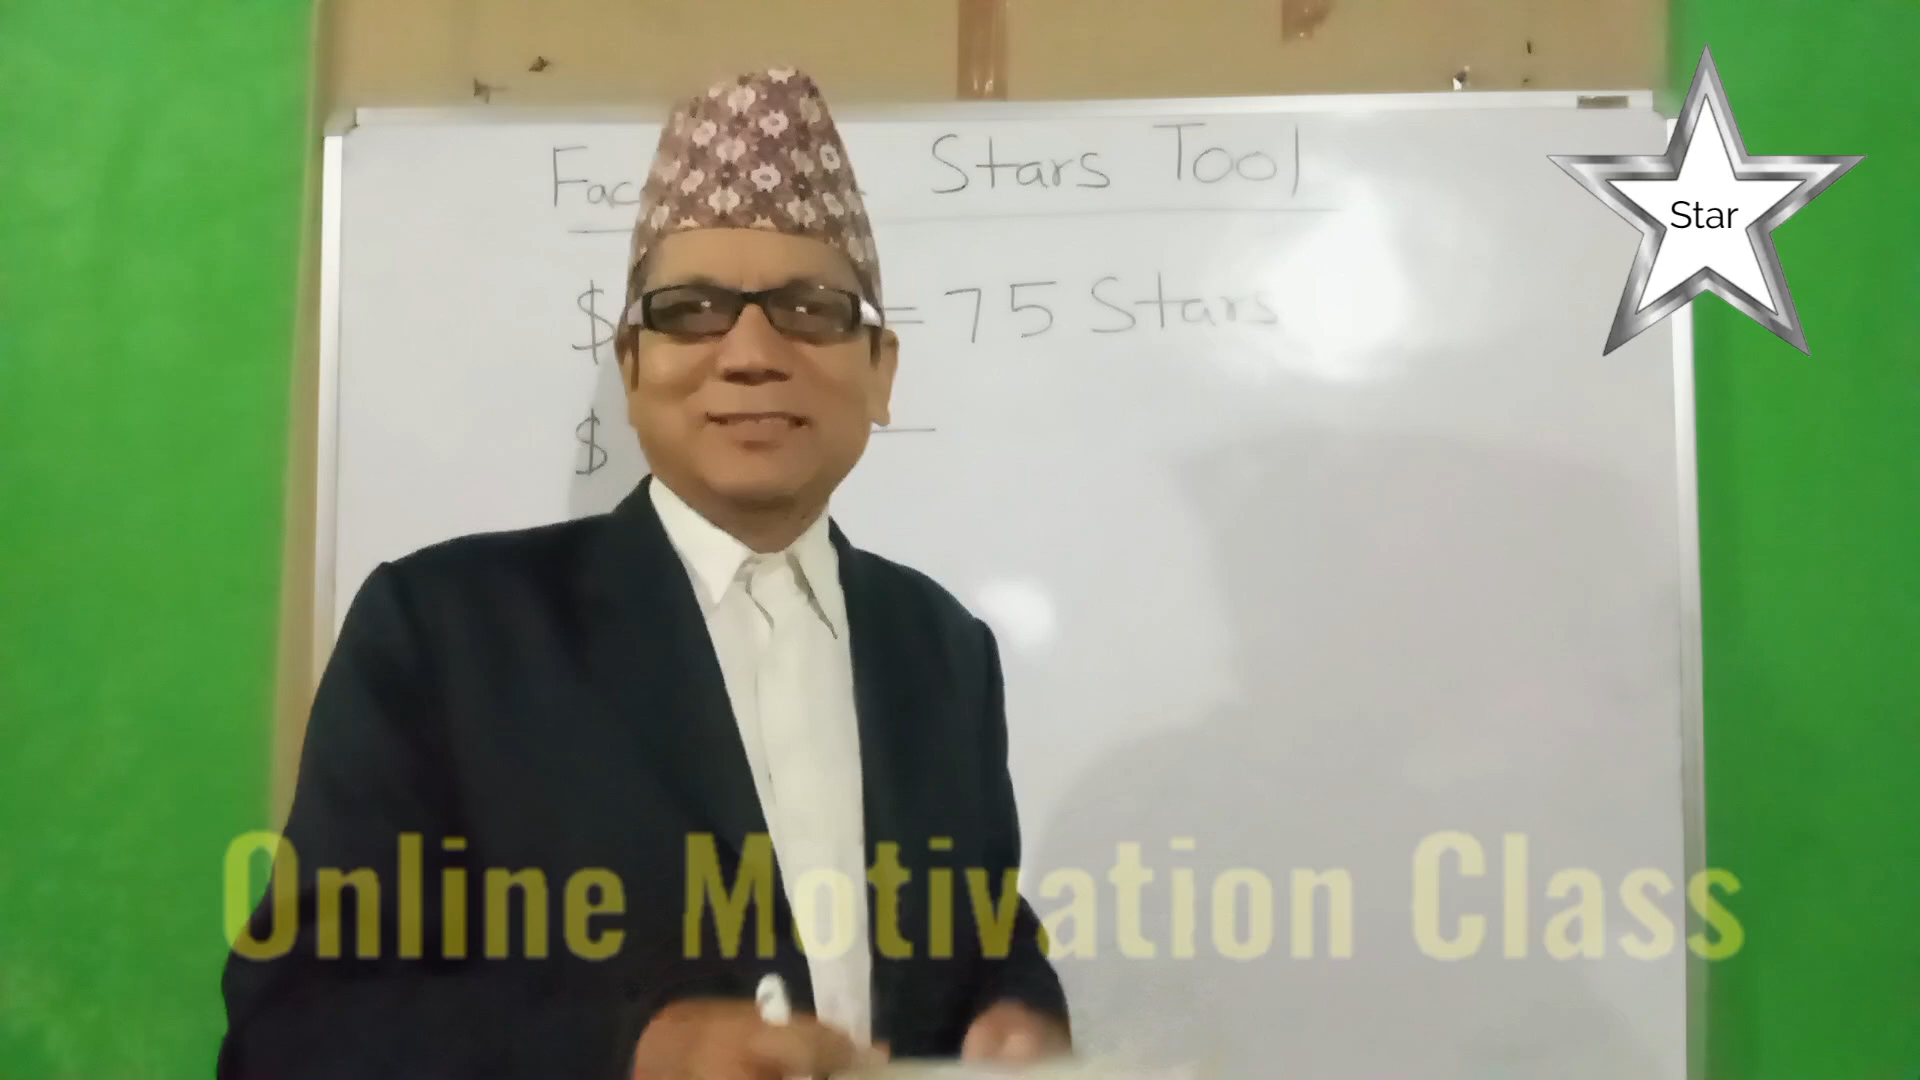 Fac Stars Tool
$ = 75 Stars
$
Star
Online Motivation Class